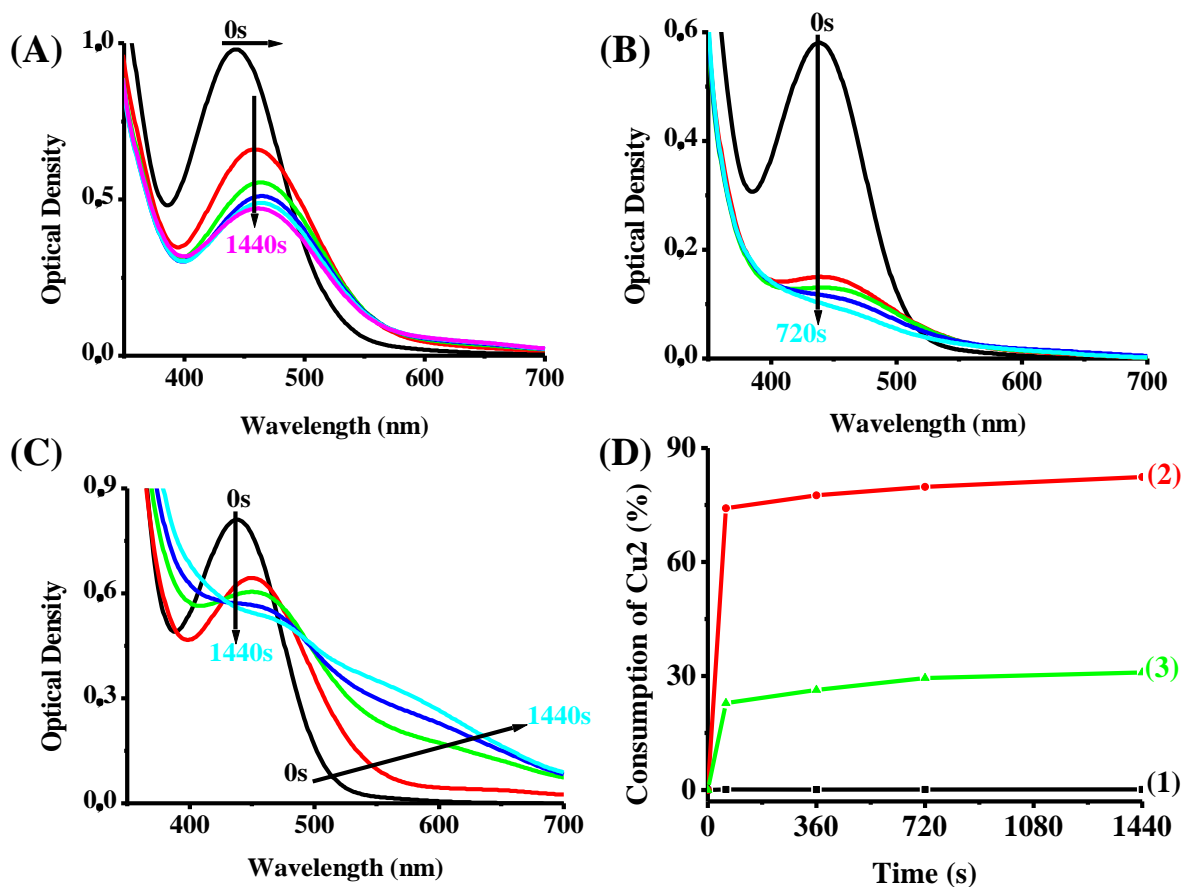 (A)
0s
1440s
1,0
0,5
0,0
400
500
600
700
Optical Density
Wavelength (nm)
(B)
0s
720s
0,6
0,4
0,2
0,0
400
500
600
700
Optical Density
Wavelength (nm)
(C)
0s
1440s
0s
1440s
0,9
0,6
0,3
0,0
400
500
600
700
Optical Density
Wavelength (nm)
(D)
90
60
30
0
0
360
720
1080
1440
(2)
(3)
(1)
Consumption of Cu2 (%)
Time (s)